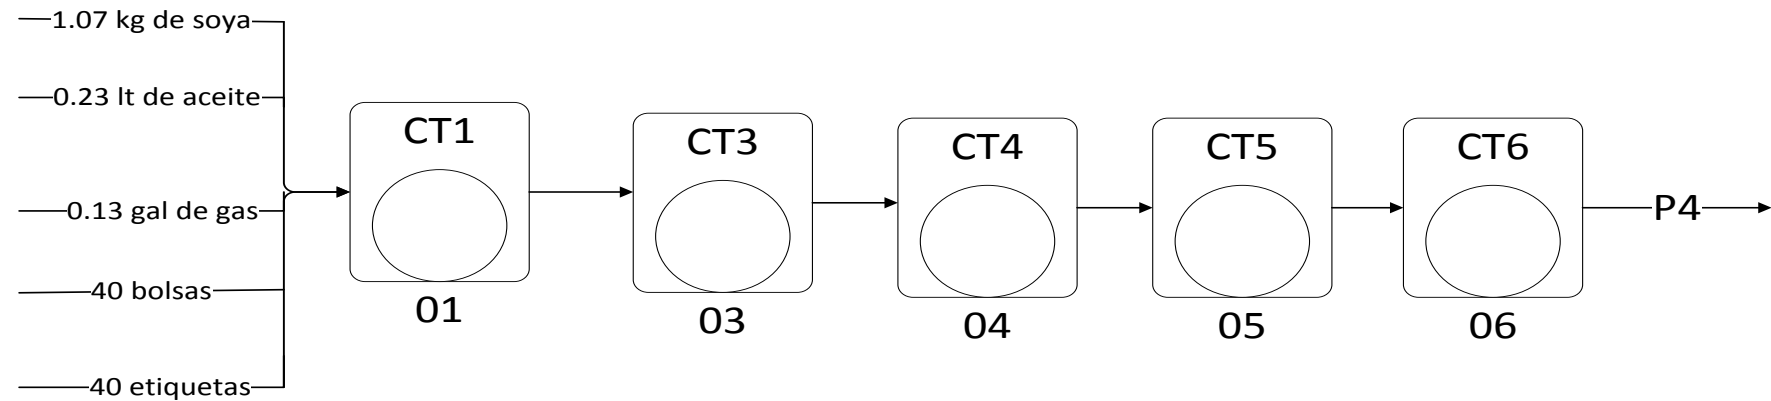 1.07 kg de soya
0.23 lt de aceite
0.13 gal de gas
40 bolsas
40 etiquetas
CT1
01
CT3
03
CT4
04
CT5
05
CT6
06
P4